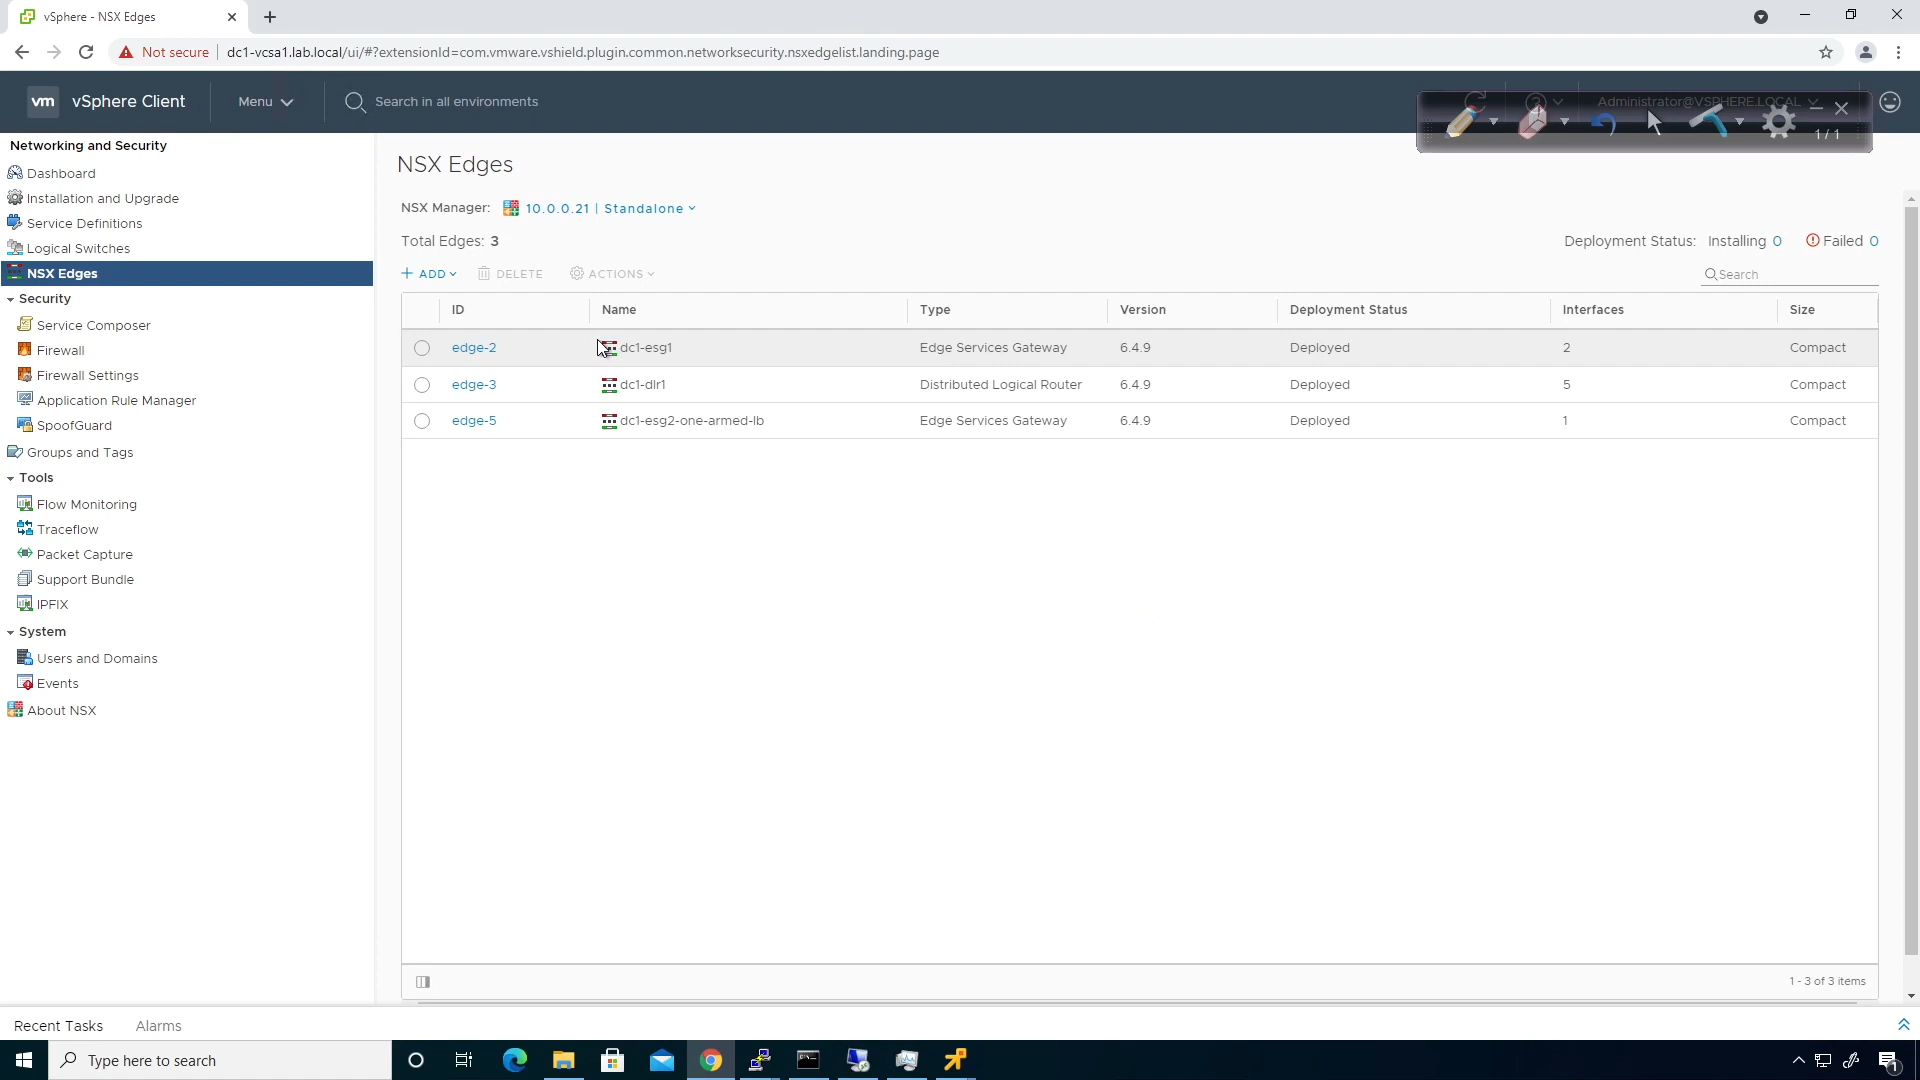 vSphere - NSX Edges
Not secure
dc1-vcsa1.lab.local/ui/#?extensionId=com.vmware.vshield.plugin.common.networksecurity.nsxedgelist.landing.page
vm
vSphere Client
Menu
Search in all environments
Administrator@VSPHERE.LOCAL
1 / 1
Networking and Security
Dashboard
Installation and Upgrade
Service Definitions
Logical Switches
NSX Edges
Security
Service Composer
Firewall
Firewall Settings
Application Rule Manager
SpoofGuard
Groups and Tags
Tools
Flow Monitoring
Traceflow
Packet Capture
Support Bundle
IPFIX
System
Users and Domains
Events
About NSX
NSX Edges
NSX Manager: 10.0.0.21 | Standalone
Total Edges: 3
Deployment Status: Installing 0 Failed 0
+ ADD DELETE ACTIONS
Search
ID Name Type Version Deployment Status Interfaces Size
edge-2 dc1-esg1 Edge Services Gateway 6.4.9 Deployed 2 Compact
edge-3 dc1-dlr1 Distributed Logical Router 6.4.9 Deployed 5 Compact
edge-5 dc1-esg2-one-armed-lb Edge Services Gateway 6.4.9 Deployed 1 Compact
1 - 3 of 3 items
Recent Tasks Alarms
Type here to search
1